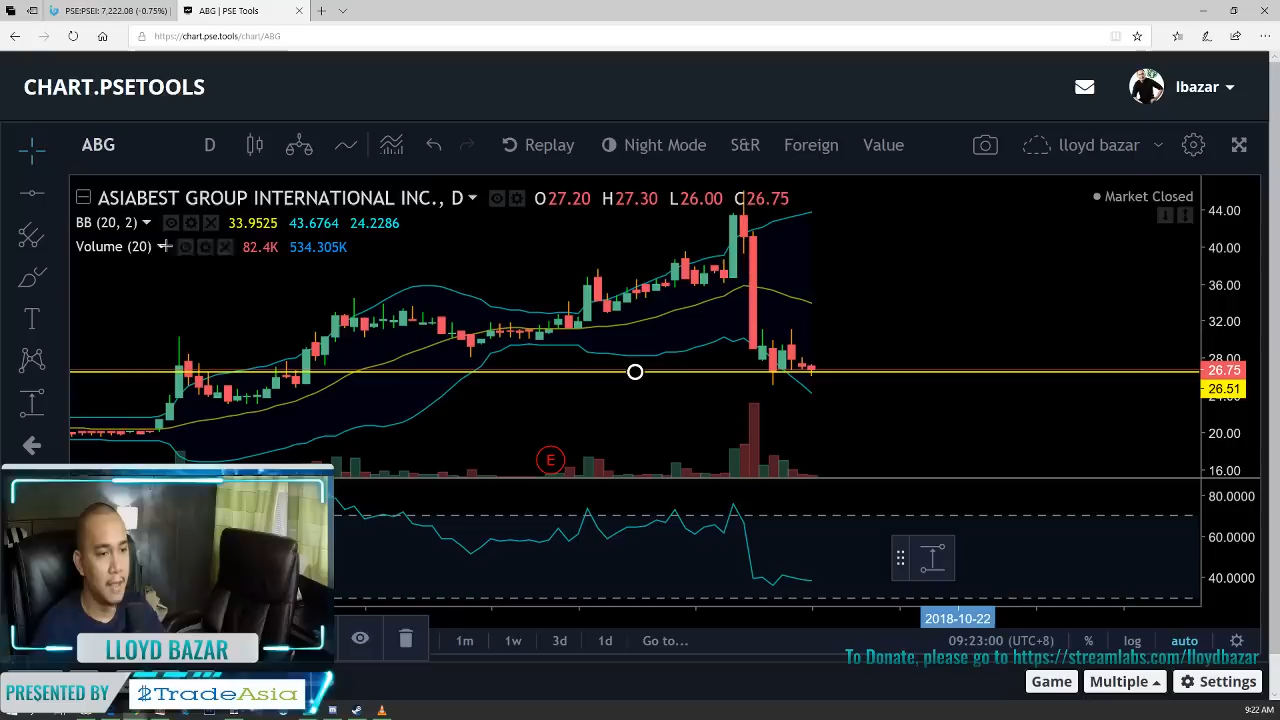 PSE:PSEI: 7,222.08 (-0.75%)
ABG | PSE Tools
https://chart.pse.tools/chart/ABG
CHART.PSETOOLS
lbazar
ABG
D
Replay
Night Mode
S&R
Foreign
Value
lloyd bazar
ASIABEST GROUP INTERNATIONAL INC., D
O27.20 H27.30 L26.00 C26.75
Market Closed
BB (20, 2)
33.9525 43.6764 24.2286
Volume (20)
82.4K 534.305K
44.00
40.00
36.00
32.00
28.00
26.75
26.51
24.00
20.00
16.00
E
80.0000
60.0000
40.0000
2018-10-22
1m 1w 3d 1d Go to...
09:23:00 (UTC+8) % log auto
LLOYD BAZAR
To Donate, please go to https://streamlabs.com/lloydbazar
PRESENTED BY
$TradeAsia
Game
Multiple
Settings
9:22 AM